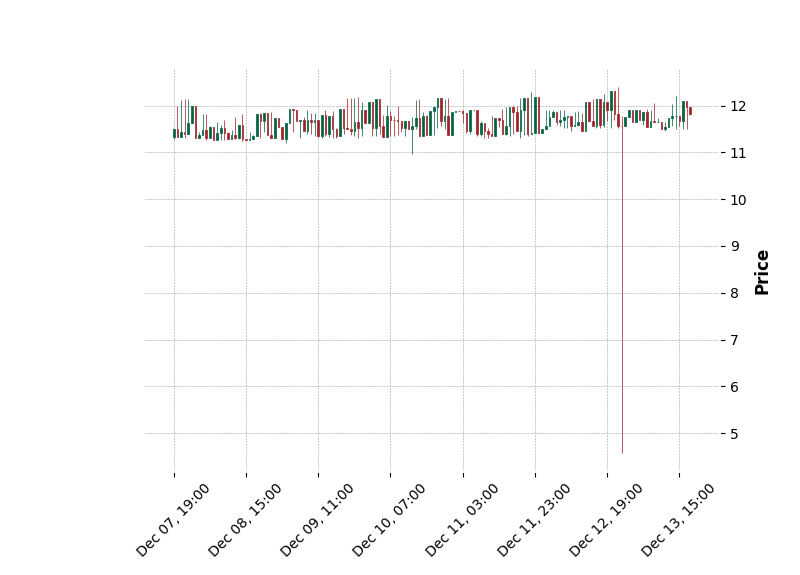 12
11
10
9
8
7
6
5
Price
Dec 07, 19:00
Dec 08, 15:00
Dec 09, 11:00
Dec 10, 07:00
Dec 11, 03:00
Dec 11, 23:00
Dec 12, 19:00
Dec 13, 15:00